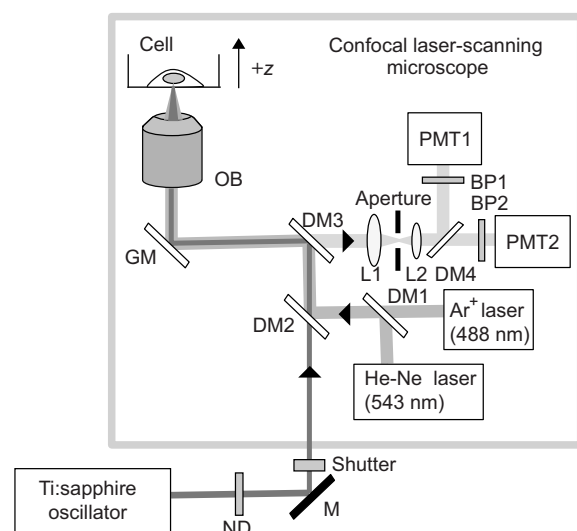 Cell
+z
Confocal laser-scanning
microscope
PMT1
OB
BP1
Aperture
BP2
DM3
PMT2
GM
L1
L2
DM4
DM1
DM2
Ar+ laser
(488 nm)
He-Ne laser
(543 nm)
Shutter
Ti:sapphire
oscillator
ND
M